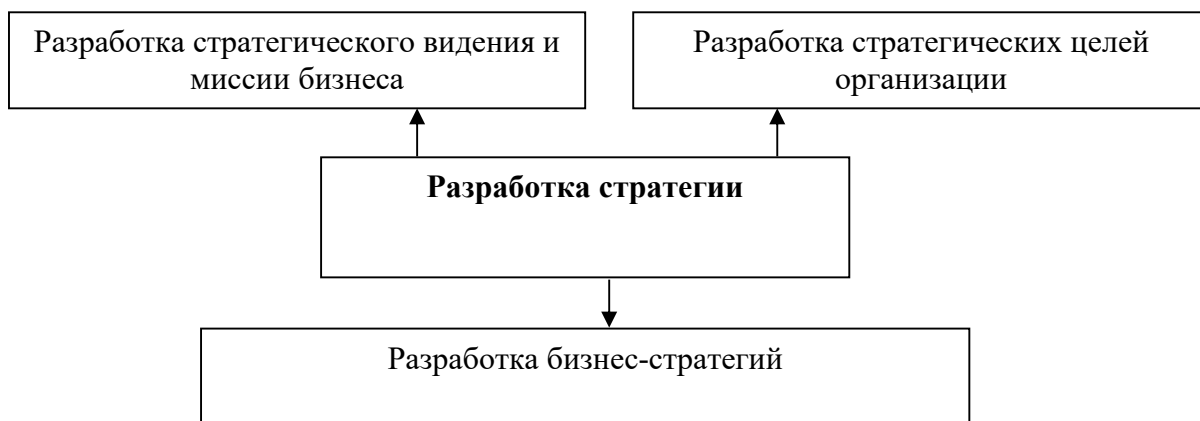 Разработка стратегического видения и
миссии бизнеса
Разработка стратегических целей
организации
Разработка стратегии
Разработка бизнес-стратегий